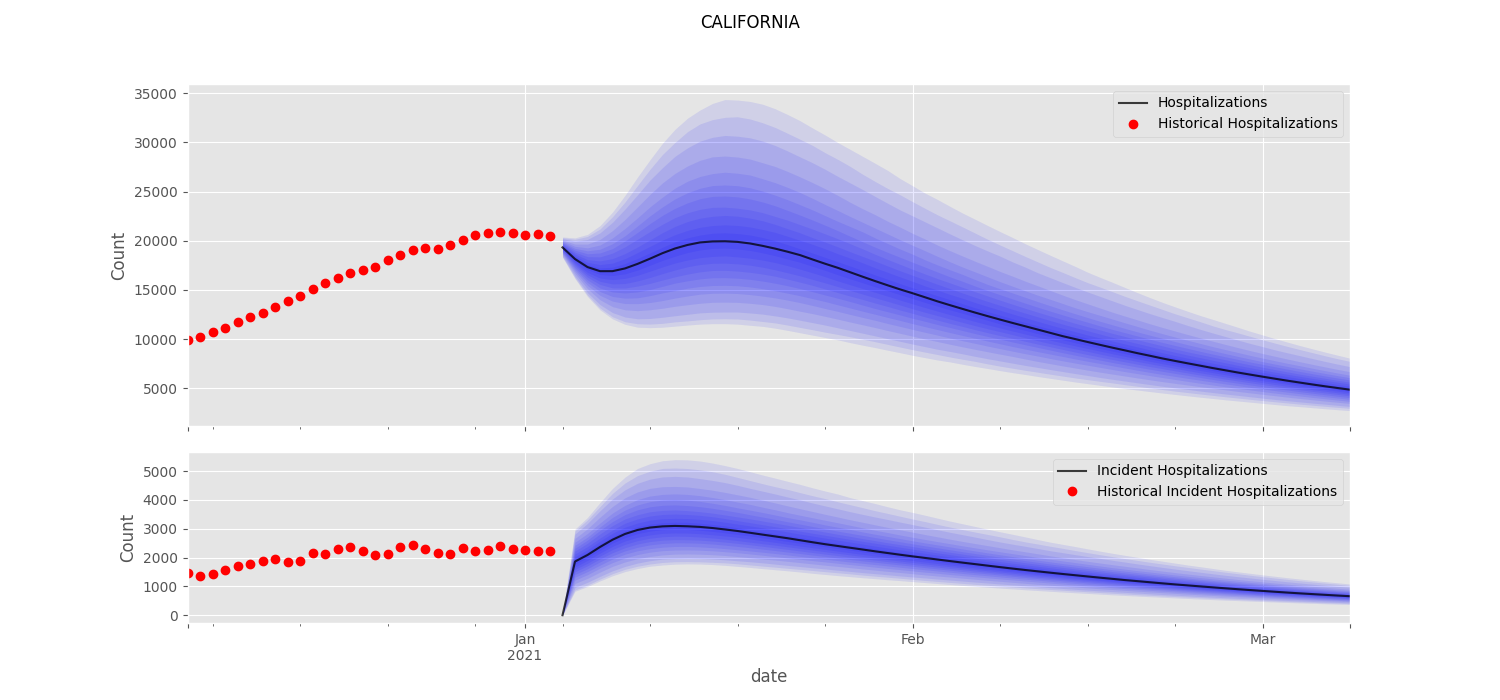 CALIFORNIA
35000
30000
25000
20000
15000
10000
5000
Count
Hospitalizations
Historical Hospitalizations
5000
4000
3000
2000
1000
0
Count
Incident Hospitalizations
Historical Incident Hospitalizations
Jan
2021
Feb
Mar
date